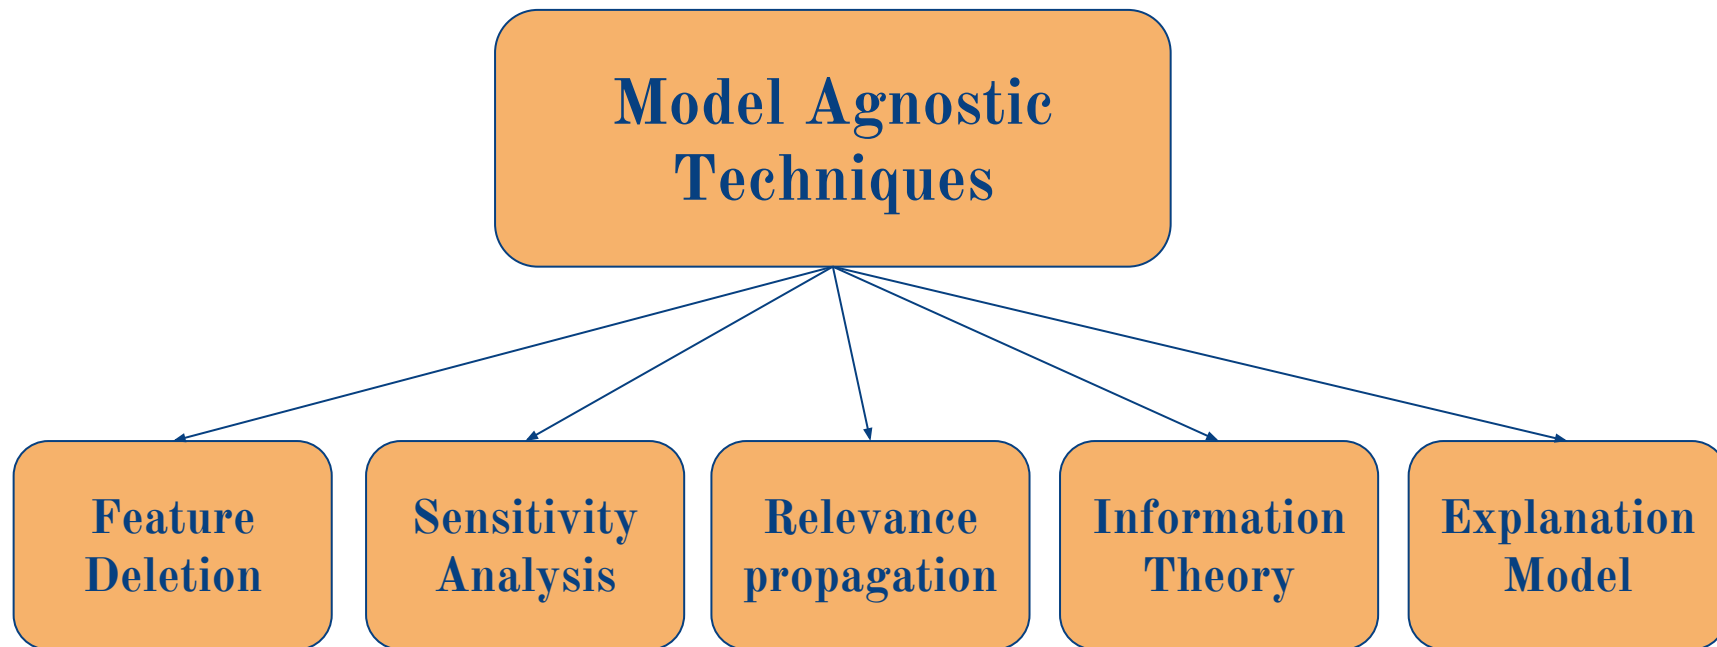 Model Agnostic
Techniques
Feature
Deletion
Sensitivity
Analysis
Relevance
propagation
Information
Theory
Explanation
Model